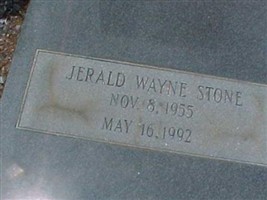 JERALD WAYNE STONE
NOV. 8, 1955
MAY 16, 1992